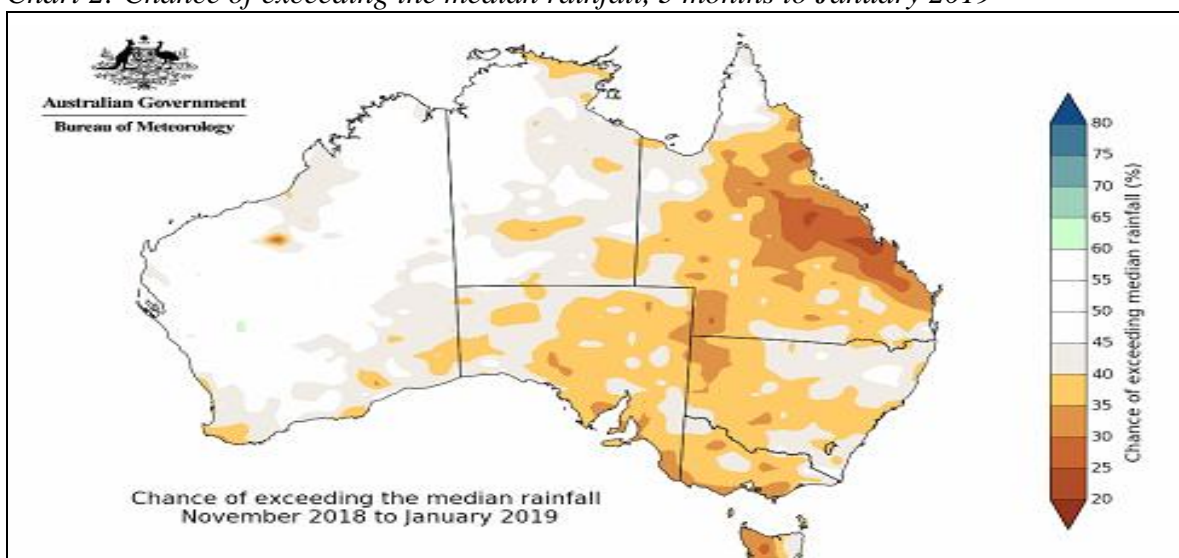 Chart 2: Chance of exceeding the median rainfall, 3 months to January 2019
Australian Government
Bureau of Meteorology
80
75
70
65
60
55
50
45
40
35
30
25
20
Chance of exceeding median rainfall (%)
Chance of exceeding the median rainfall
November 2018 to January 2019